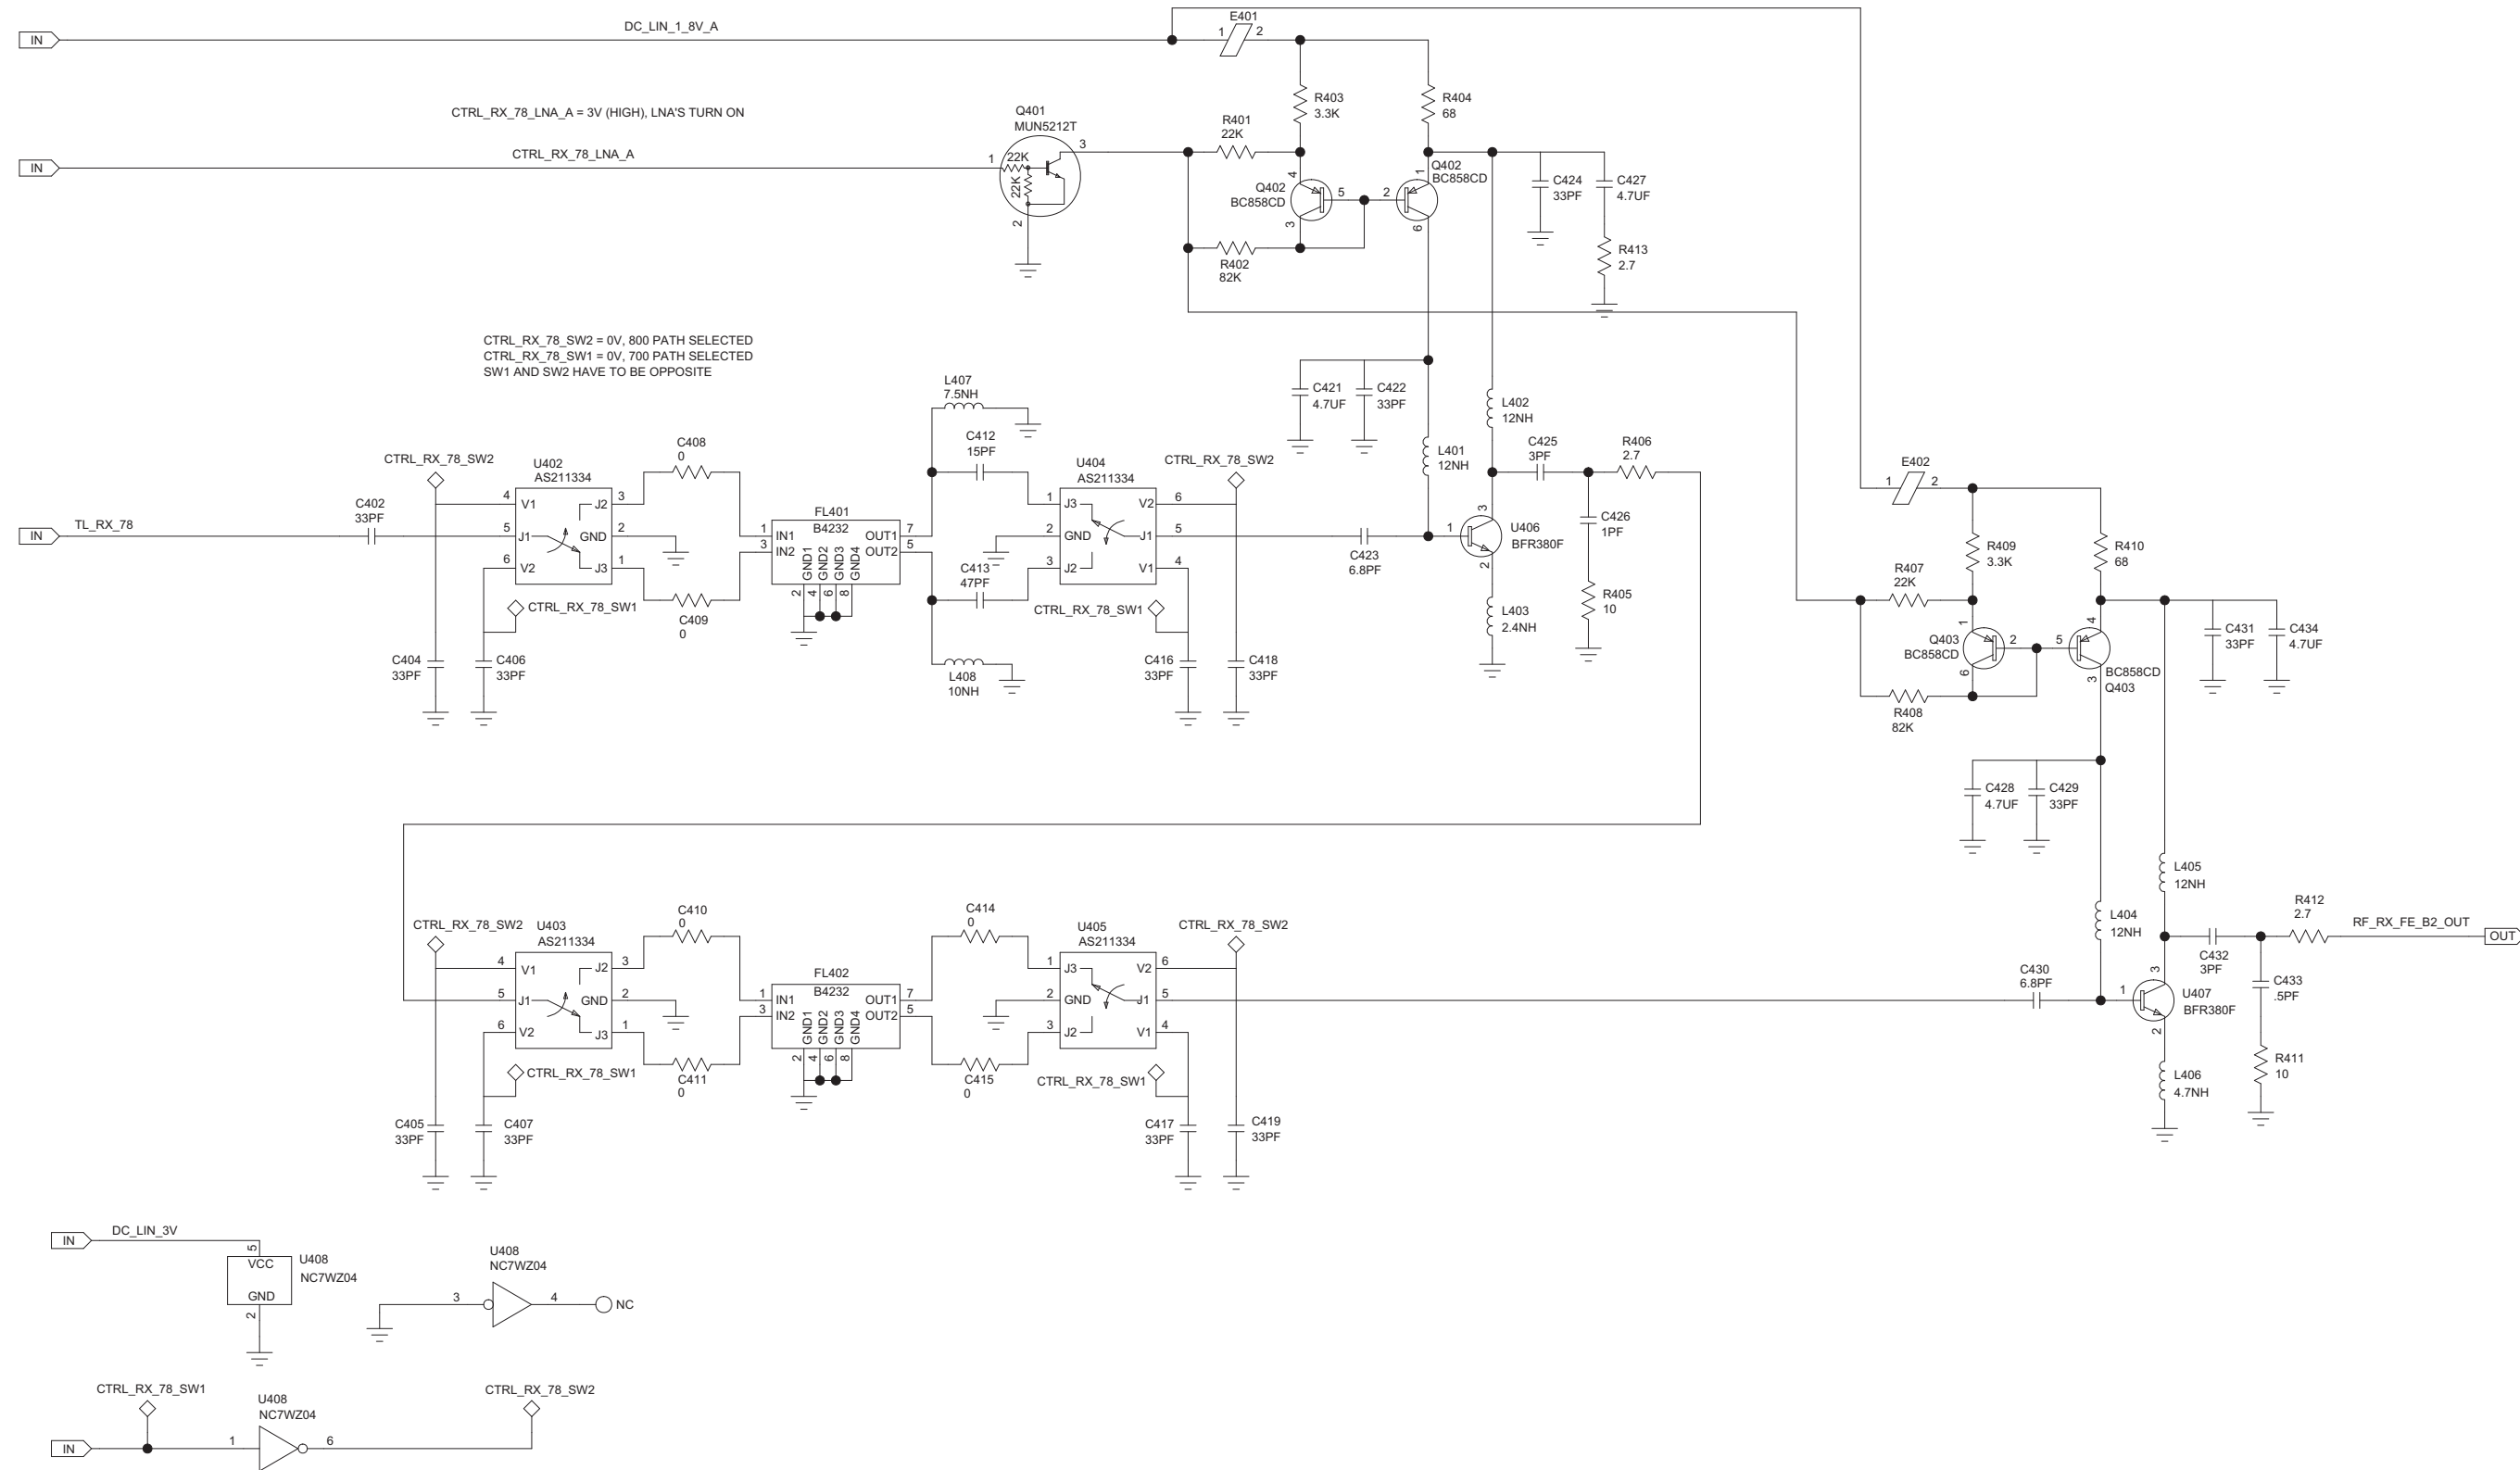 DC_LIN_1_8V_A
E401
1
2
IN
R403
3.3K
R404
68
CTRL_RX_78_LNA_A = 3V (HIGH), LNA'S TURN ON
Q401
MUN5212T
3
R401
22K
CTRL_RX_78_LNA_A
IN
1
22K
22K
2
4
Q402
BC858CD
5
3
2
1
Q402
BC858CD
6
C424
33PF
C427
4.7UF
R402
82K
R413
2.7
CTRL_RX_78_SW2 = 0V, 800 PATH SELECTED
CTRL_RX_78_SW1 = 0V, 700 PATH SELECTED
SW1 AND SW2 HAVE TO BE OPPOSITE
L407
7.5NH
C421
4.7UF
C422
33PF
L402
12NH
C408
0
C412
15PF
L401
12NH
C425
3PF
R406
2.7
CTRL_RX_78_SW2
U402
AS211334
U404
AS211334
CTRL_RX_78_SW2
E402
1
2
IN
TL_RX_78
C402
33PF
4
5
6
V1
J1
V2
J2
GND
J3
3
2
1
FL401
B4232
1
3
IN1
IN2
OUT1
OUT2
7
5
GND1
GND2
GND3
GND4
2
4
6
8
1
2
3
J3
GND
J2
V2
J1
V1
6
5
4
C423
6.8PF
1
3
2
U406
BFR380F
C426
1PF
R409
3.3K
R410
68
C413
47PF
CTRL_RX_78_SW1
C409
0
CTRL_RX_78_SW1
L403
2.4NH
R405
10
R407
22K
C404
33PF
C406
33PF
L408
10NH
C416
33PF
C418
33PF
1
Q403
BC858CD
2
6
5
4
3
BC858CD
Q403
C431
33PF
C434
4.7UF
R408
82K
C428
4.7UF
C429
33PF
L405
12NH
C410
0
C414
0
L404
12NH
R412
2.7
RF_RX_FE_B2_OUT
OUT
CTRL_RX_78_SW2
U403
AS211334
U405
AS211334
CTRL_RX_78_SW2
4
5
6
V1
J1
V2
J2
GND
J3
3
2
1
FL402
B4232
1
3
IN1
IN2
OUT1
OUT2
7
5
GND1
GND2
GND3
GND4
2
4
6
8
1
2
3
J3
GND
J2
V2
J1
V1
6
5
4
C430
6.8PF
C432
3PF
1
3
2
U407
BFR380F
C433
.5PF
CTRL_RX_78_SW1
C411
0
C415
0
CTRL_RX_78_SW1
L406
4.7NH
R411
10
C405
33PF
C407
33PF
C417
33PF
C419
33PF
IN
DC_LIN_3V
5
VCC
GND
2
U408
NC7WZ04
U408
NC7WZ04
3
4
NC
CTRL_RX_78_SW1
U408
NC7WZ04
CTRL_RX_78_SW2
IN
1
6